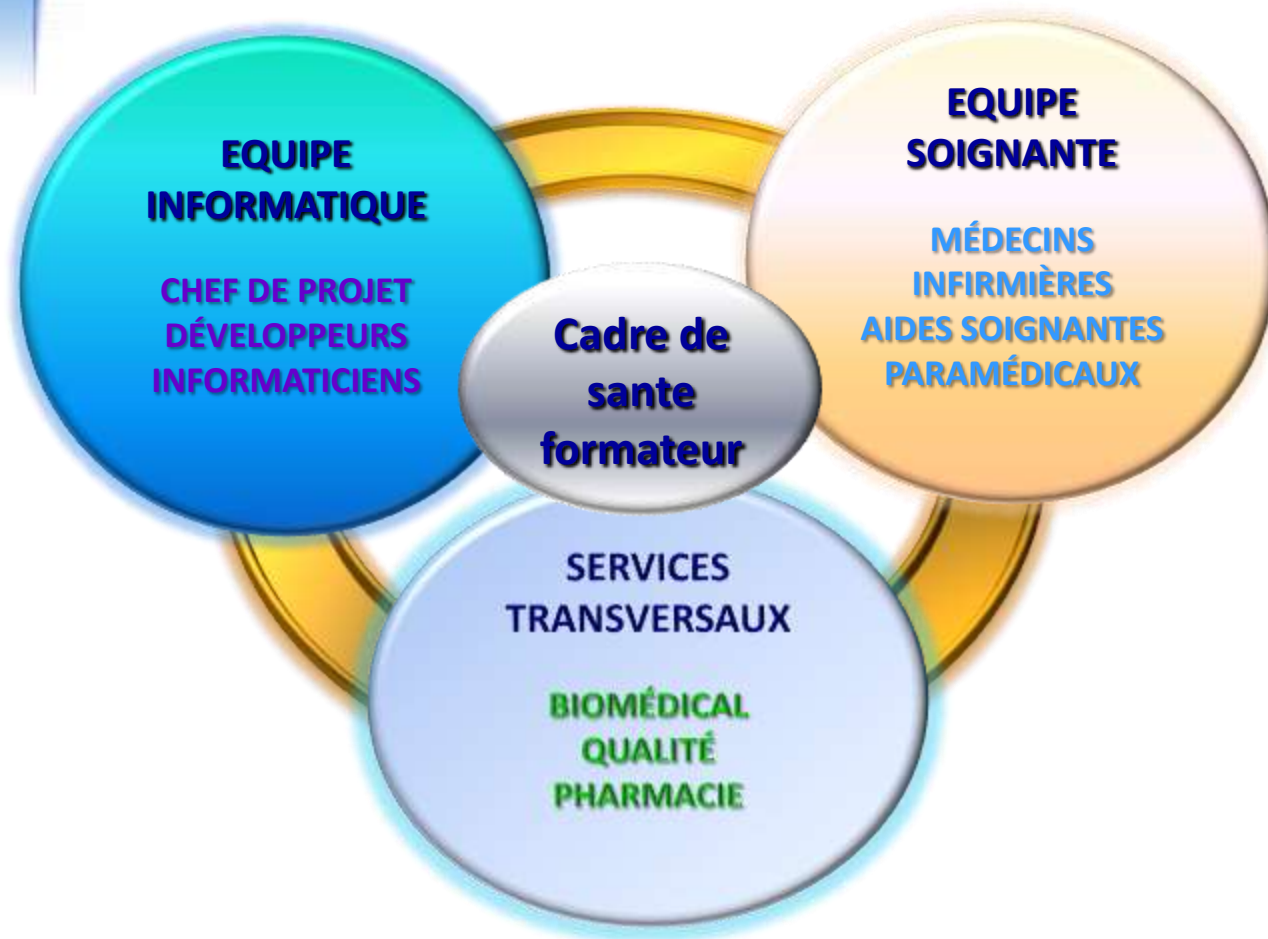 EQUIPE
INFORMATIQUE
CHEF DE PROJET
DÉVELOPPEURS
INFORMATICIENS
EQUIPE
SOIGNANTE
MÉDECINS
INFIRMIÈRES
AIDES SOIGNANTES
PARAMÉDICAUX
Cadre de
sante
formateur
SERVICES
TRANSVERSAUX
BIOMÉDICAL
QUALITÉ
PHARMACIE